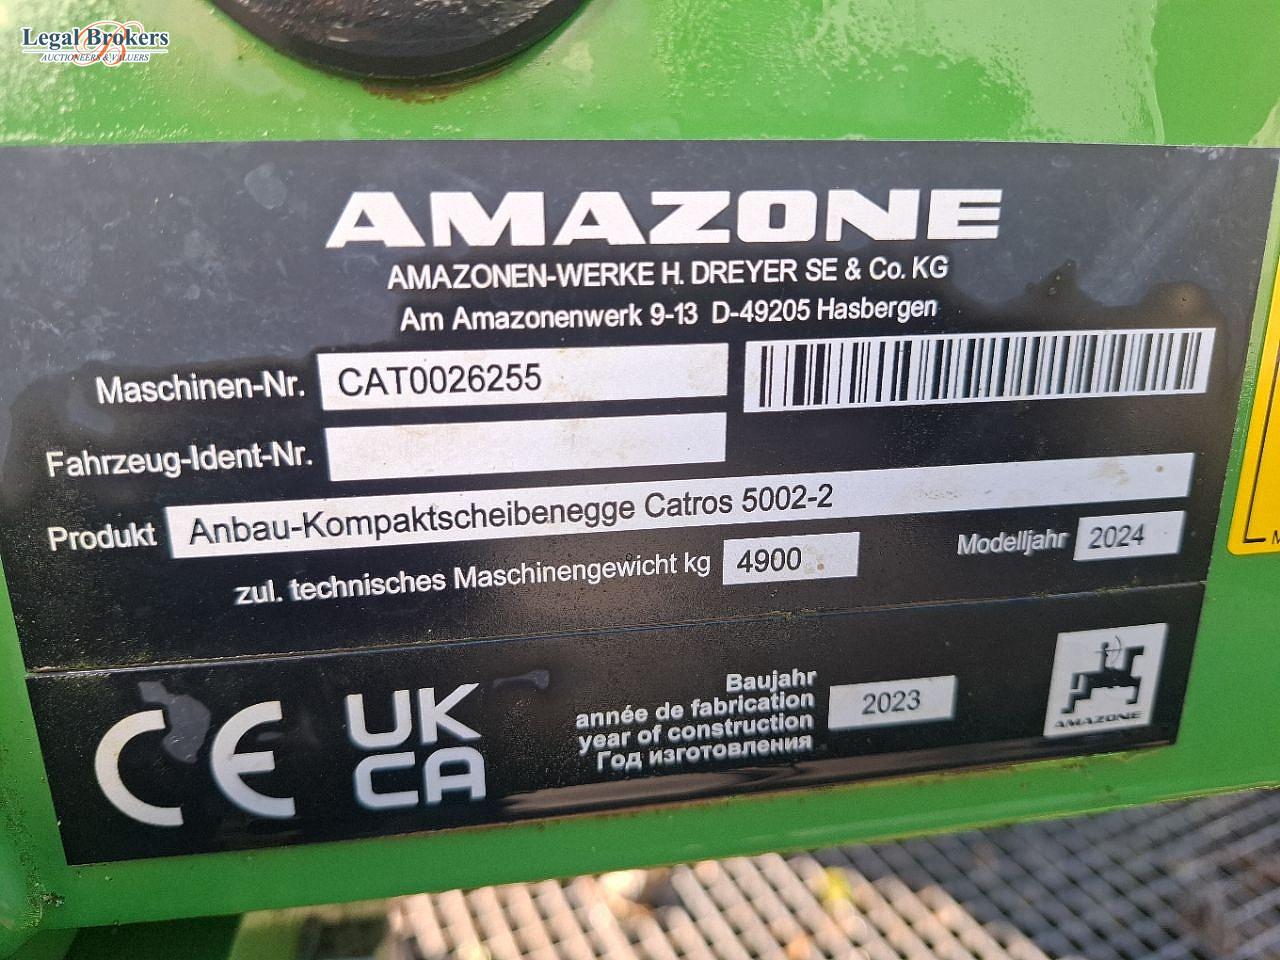 Legal Brokers
AUCTIONEERS & VALUERS
AMAZONE
AMAZONEN-WERKE H. DREYER SE & Co. KG
Am Amazonenwerk 9-13 D-49205 Hasbergen
Maschinen-Nr. CAT0026255
Fahrzeug-Ident-Nr.
Produkt Anbau-Kompaktscheibenegge Catros 5002-2
zul. technisches Maschinengewicht kg 4900
Modelljahr 2024
CE
UK
CA
Baujahr
année de fabrication
year of construction
Год изготовления
2023
AMAZONE